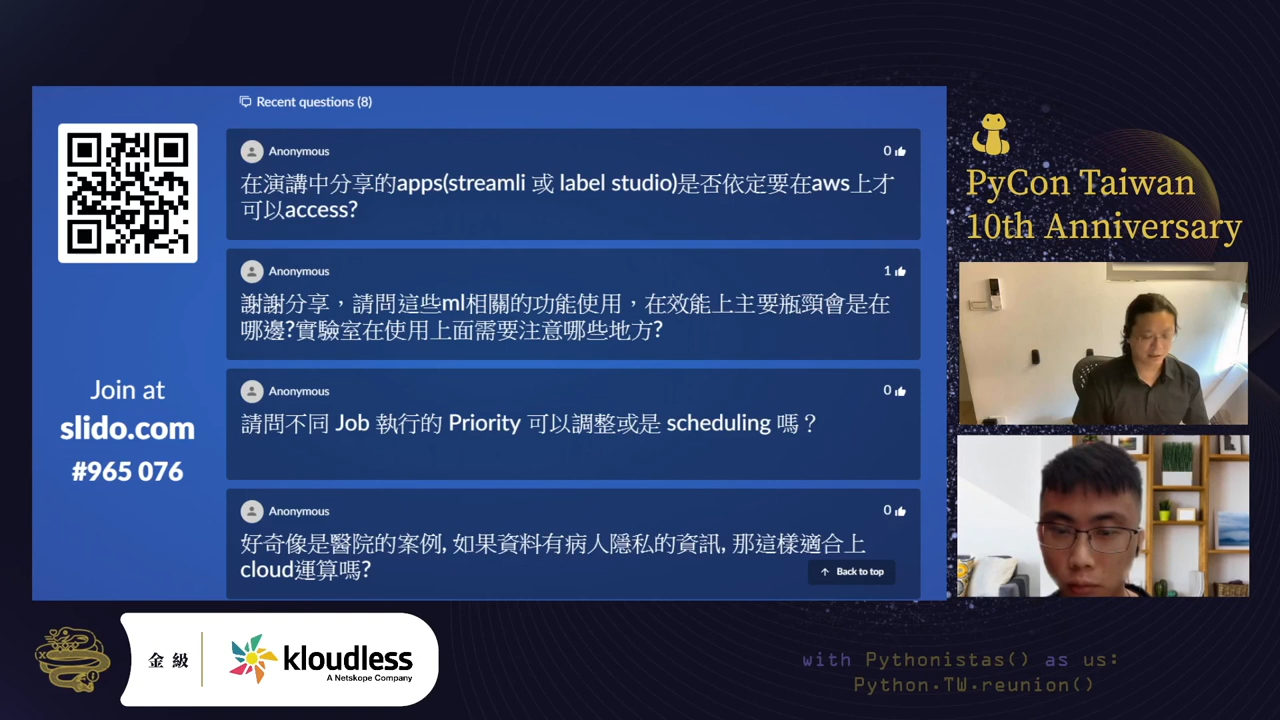 Recent questions (8)
Anonymous
0
在演講中分享的apps(streamli 或 label studio)是否依定要在aws上才
可以access?
Anonymous
1
謝謝分享，請問這些ml相關的功能使用，在效能上主要瓶頸會是在
哪邊?實驗室在使用上面需要注意哪些地方?
Anonymous
0
請問不同 Job 執行的 Priority 可以調整或是 scheduling 嗎？
Anonymous
0
好奇像是醫院的案例, 如果資料有病人隱私的資訊, 那這樣適合上
cloud運算嗎?
Back to top
Join at
slido.com
#965 076
PyCon Taiwan
10th Anniversary
金級
kloudless
A Netskope Company
with Pythonistas() as us:
Python.TW.reunion()